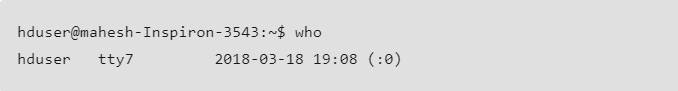 hduser@mahesh-Inspiron-3543:~$ who
hduser   tty7         2018-03-18 19:08 (:0)